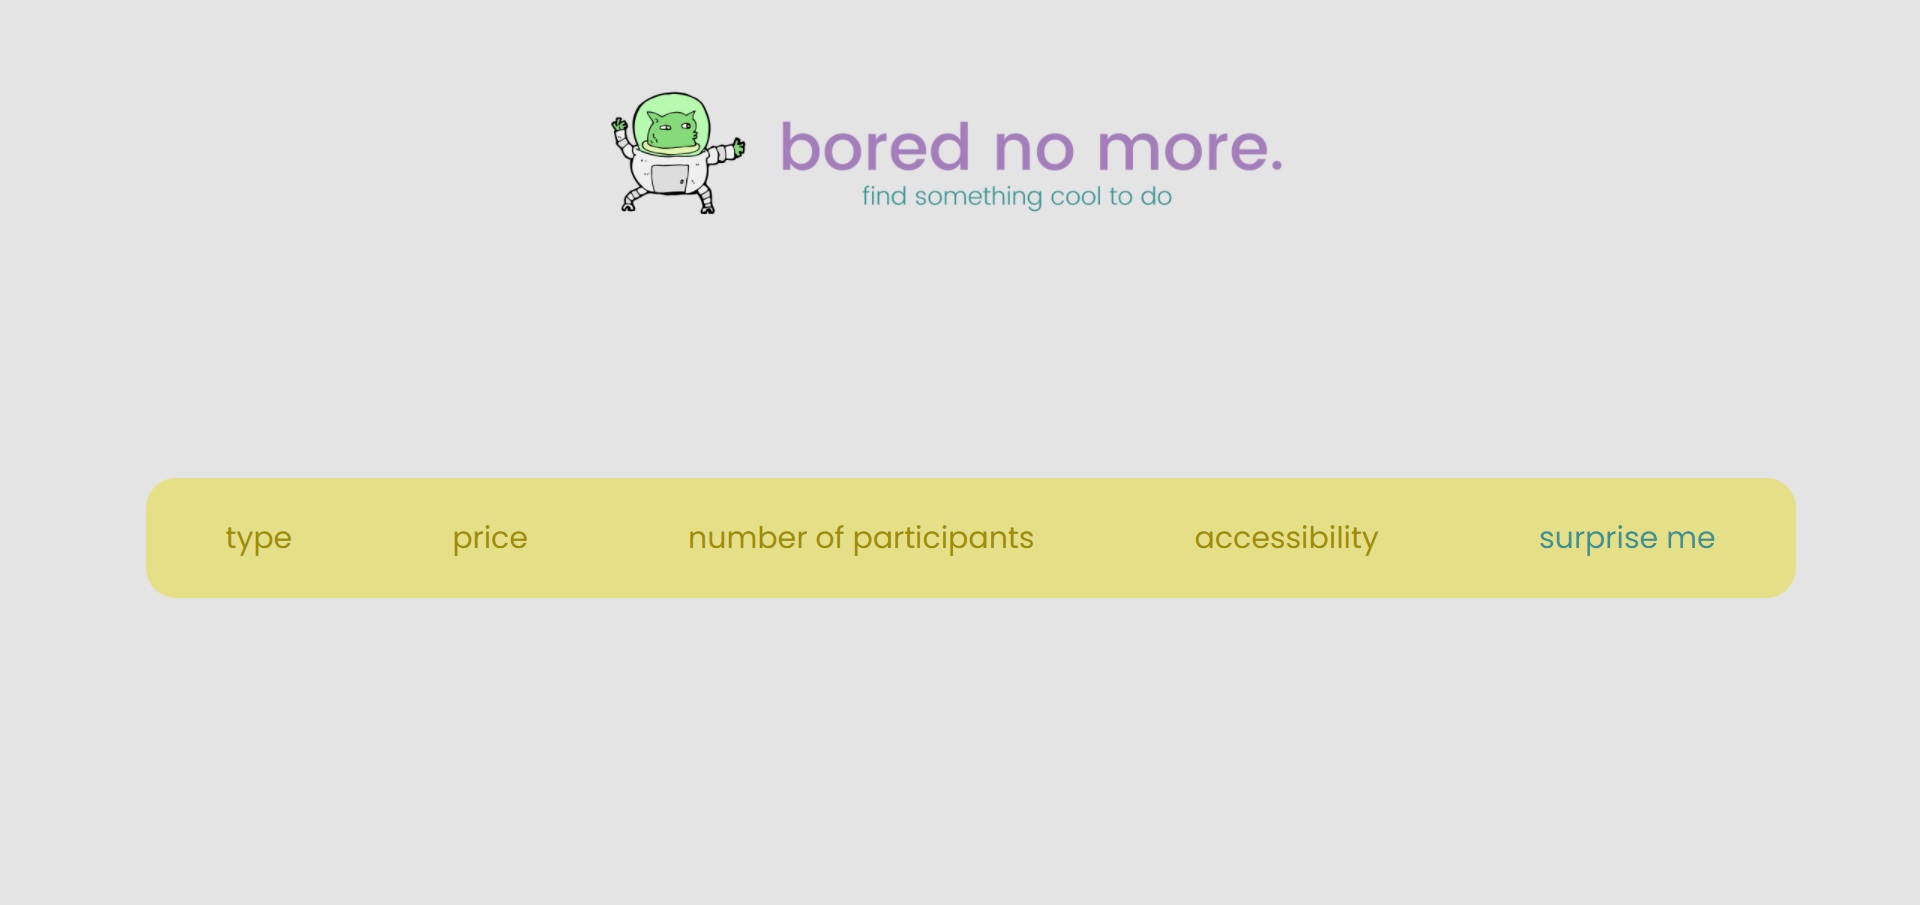 bored no more.
find something cool to do
type price number of participants accessibility surprise me